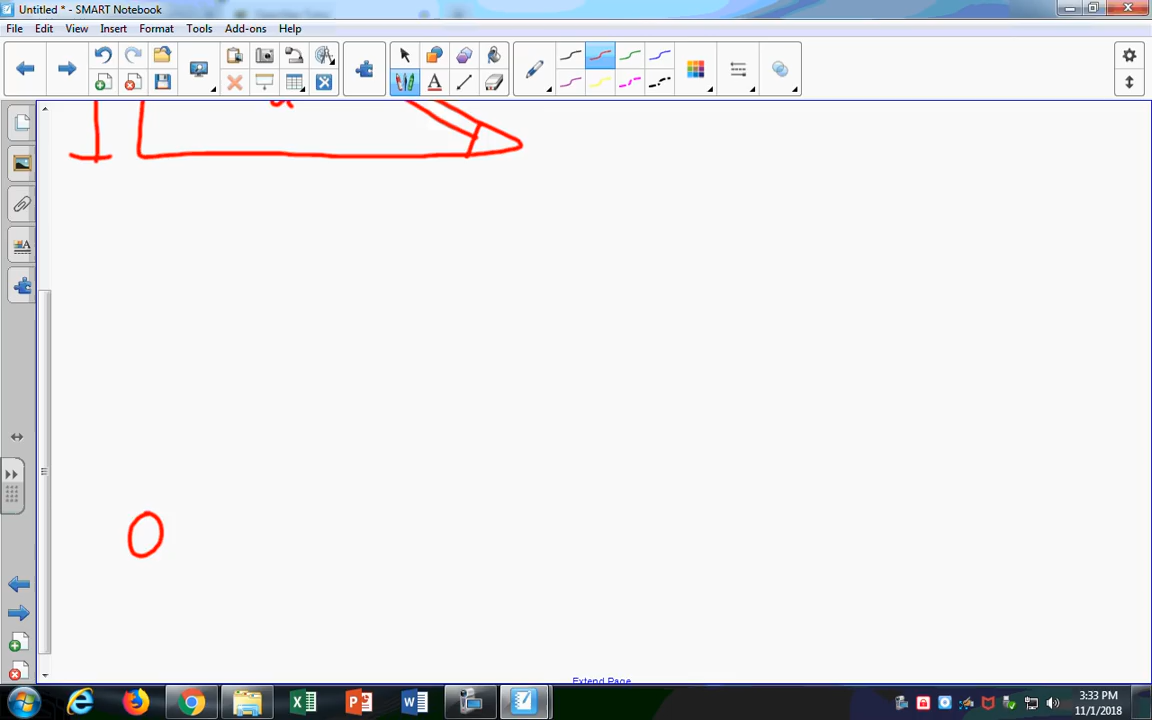 Untitled * - SMART Notebook
File Edit View Insert Format Tools Add-ons Help
A
O
Extend Page
3:33 PM
11/1/2018